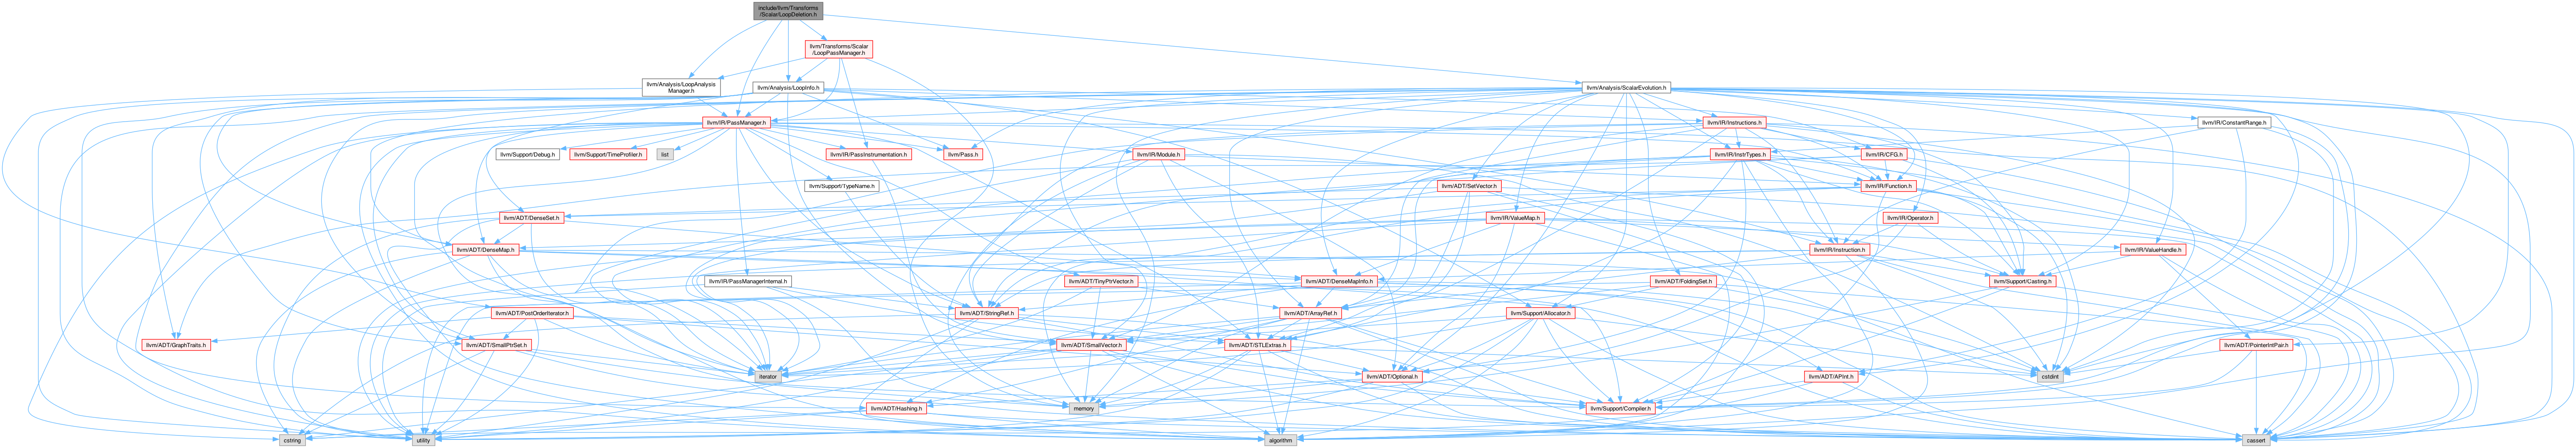 include/llvm/Transforms
/Scalar/LoopDeletion.h
llvm/Transforms/Scalar
/LoopPassManager.h
llvm/Analysis/LoopAnalysis
Manager.h
llvm/Analysis/LoopInfo.h
llvm/Analysis/ScalarEvolution.h
llvm/IR/PassManager.h
llvm/IR/Instructions.h
llvm/IR/ConstantRange.h
llvm/Support/Debug.h
llvm/Support/TimeProfiler.h
list
llvm/IR/PassInstrumentation.h
llvm/Pass.h
llvm/IR/Module.h
llvm/IR/InstrTypes.h
llvm/IR/CFG.h
llvm/Support/TypeName.h
llvm/ADT/SetVector.h
llvm/IR/Function.h
llvm/ADT/DenseSet.h
llvm/IR/ValueMap.h
llvm/IR/Operator.h
llvm/ADT/DenseMap.h
llvm/IR/Instruction.h
llvm/IR/ValueHandle.h
llvm/IR/PassManagerInternal.h
llvm/ADT/TinyPtrVector.h
llvm/ADT/DenseMapInfo.h
llvm/ADT/FoldingSet.h
llvm/Support/Casting.h
llvm/ADT/PostOrderIterator.h
llvm/ADT/StringRef.h
llvm/ADT/ArrayRef.h
llvm/Support/Allocator.h
llvm/ADT/GraphTraits.h
llvm/ADT/SmallPtrSet.h
llvm/ADT/SmallVector.h
llvm/ADT/STLExtras.h
llvm/ADT/PointerIntPair.h
iterator
llvm/ADT/Optional.h
llvm/ADT/APInt.h
cstdint
llvm/ADT/Hashing.h
memory
llvm/Support/Compiler.h
cstring
utility
algorithm
cassert